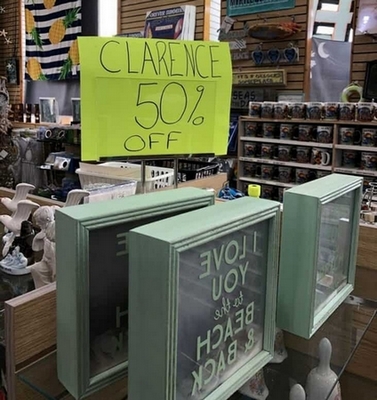 CLARENCE
50%
OFF
I LOVE
YOU
to the
BEACH
& BACK